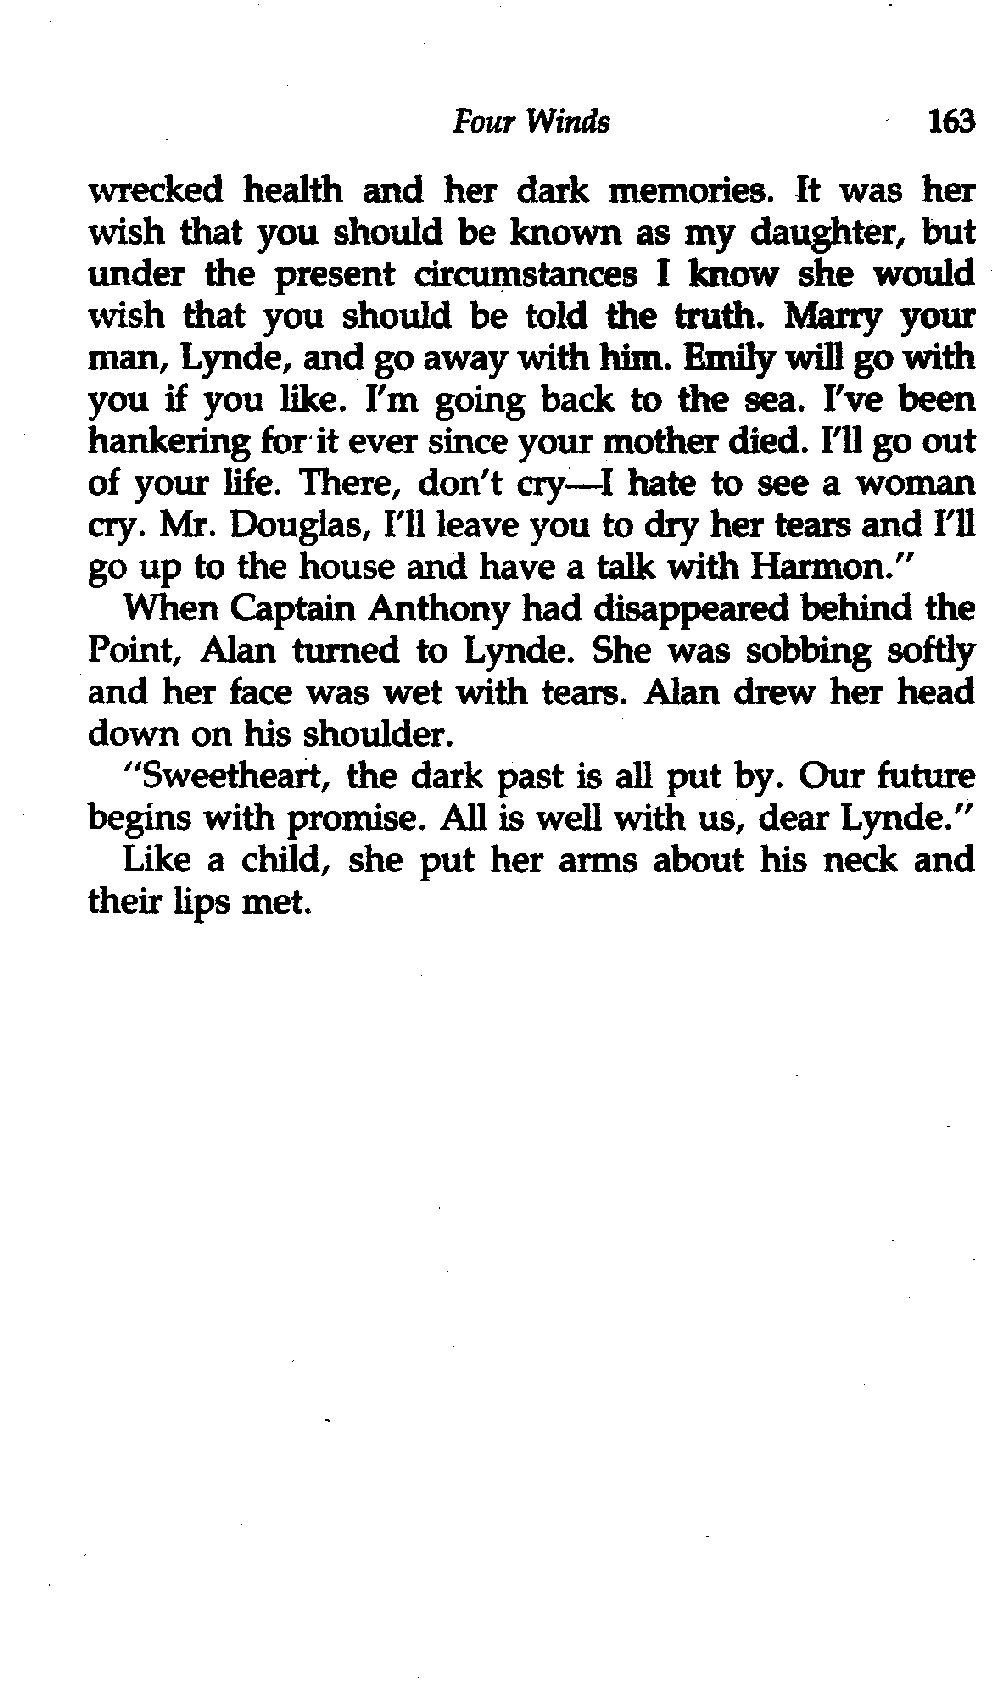 Four Winds 163
wrecked health and her dark memories. It was her
wish that you should be known as my daughter, but
under the present circumstances I know she would
wish that you should be told the truth. Marry your
man, Lynde, and go away with him. Emily will go with
you if you like. I'm going back to the sea. I've been
hankering for it ever since your mother died. I'll go out
of your life. There, don't cry—I hate to see a woman
cry. Mr. Douglas, I'll leave you to dry her tears and I'll
go up to the house and have a talk with Harmon."
When Captain Anthony had disappeared behind the
Point, Alan turned to Lynde. She was sobbing softly
and her face was wet with tears. Alan drew her head
down on his shoulder.
"Sweetheart, the dark past is all put by. Our future
begins with promise. All is well with us, dear Lynde."
Like a child, she put her arms about his neck and
their lips met.